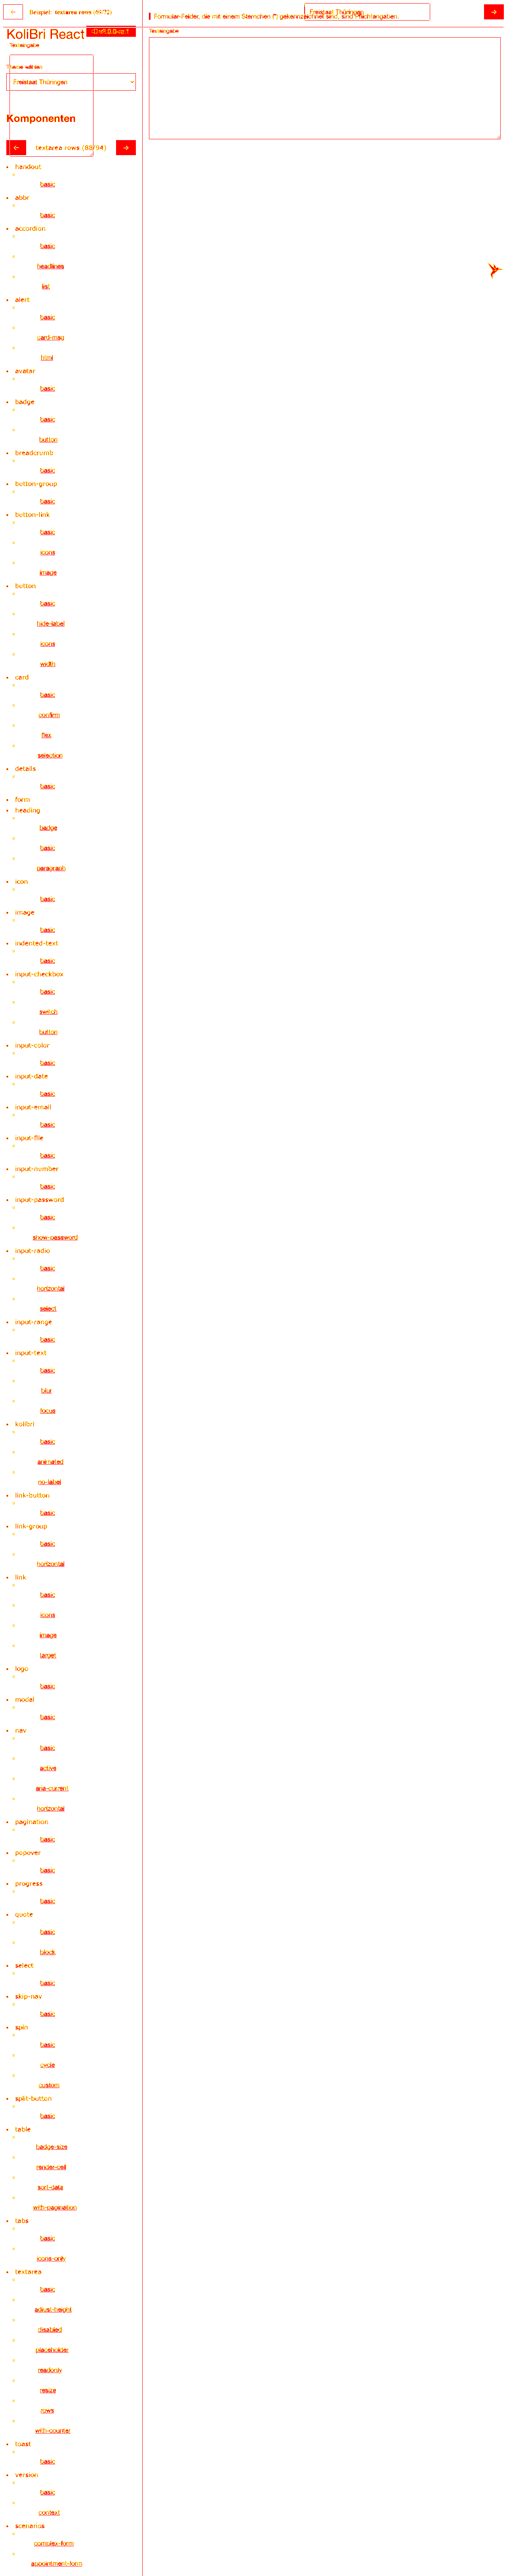 Beispiel: textarea rows
Formular-Felder, die mit einem Sternchen (*) gekennzeichnet sind, sind Pflichtangaben.
Freistaat Thüringen
KoliBri React
Texteingabe
Texteingabe
Theme wählen
Freistaat Thüringen
Komponenten
textarea rows
handout
basic
abbr
basic
accordion
basic
headlines
list
alert
basic
card-msg
html
avatar
basic
badge
basic
button
breadcrumb
basic
button-group
basic
button-link
basic
icons
image
button
basic
hide-label
icons
width
card
basic
confirm
flex
selection
details
basic
form
heading
badge
basic
paragraph
icon
basic
image
basic
indented-text
basic
input-checkbox
basic
switch
button
input-color
basic
input-date
basic
input-email
basic
input-file
basic
input-number
basic
input-password
basic
show-password
input-radio
basic
horizontal
select
input-range
basic
input-text
basic
blur
focus
kolibri
basic
animated
no-label
link-button
basic
link-group
basic
horizontal
link
basic
icons
image
target
logo
basic
modal
basic
nav
basic
active
aria-current
horizontal
pagination
basic
popover
basic
progress
basic
quote
basic
block
select
basic
skip-nav
basic
spin
basic
cycle
custom
split-button
basic
table
badge-size
render-cell
sort-data
with-pagination
tabs
basic
icons-only
textarea
basic
adjust-height
disabled
placeholder
readonly
resize
rows
with-counter
toast
basic
version
basic
context
scenarios
complex-form
appointment-form